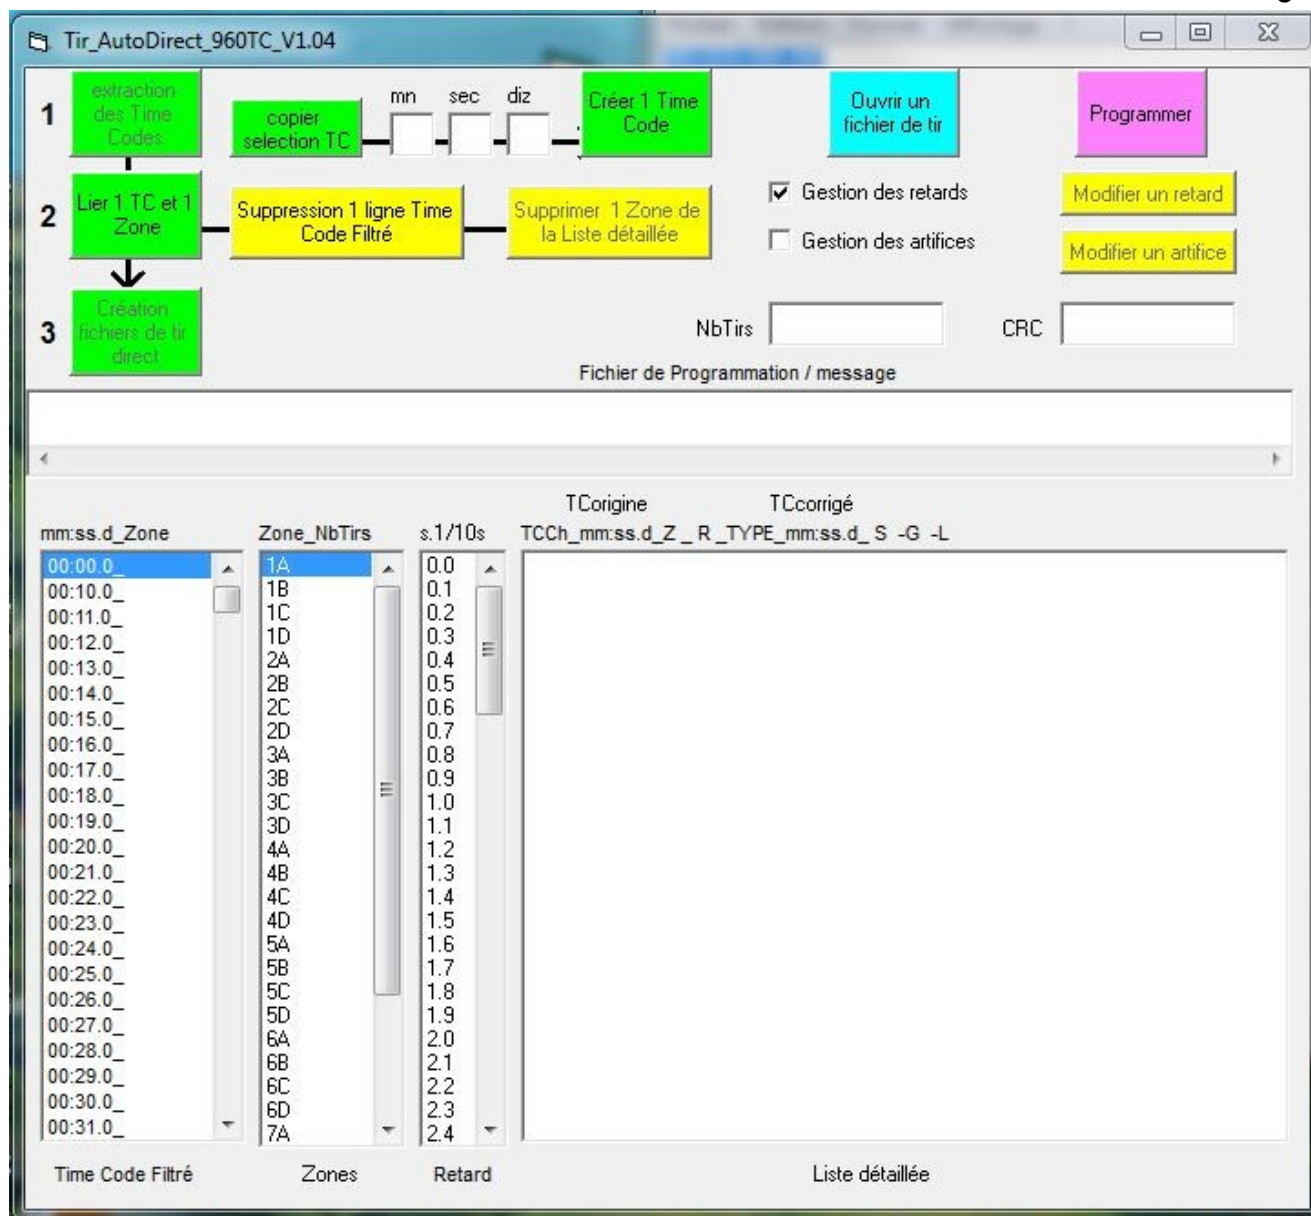 Tir_AutoDirect_960TC_V1.04
1
extraction
des Time
Codes
copier
selection TC
mn sec diz
Créer 1 Time
Code
Ouvrir un
fichier de tir
Programmer
2
Lier 1 TC et 1
Zone
Suppression 1 ligne Time
Code Filtré
Supprimer 1 Zone de
la Liste détaillée
Gestion des retards
Gestion des artifices
Modifier un retard
Modifier un artifice
3
Création
fichiers de tir
direct
NbTirs
CRC
Fichier de Programmation / message
TCorigine TCcorrigé
mm:ss.d_Zone Zone_NbTirs s.1/10s TCCh_mm:ss.d_Z _ R _TYPE_mm:ss.d_ S -G -L
00:00.0_
00:10.0_
00:11.0_
00:12.0_
00:13.0_
00:14.0_
00:15.0_
00:16.0_
00:17.0_
00:18.0_
00:19.0_
00:20.0_
00:21.0_
00:22.0_
00:23.0_
00:24.0_
00:25.0_
00:26.0_
00:27.0_
00:28.0_
00:29.0_
00:30.0_
00:31.0_
1A
1B
1C
1D
2A
2B
2C
2D
3A
3B
3C
3D
4A
4B
4C
4D
5A
5B
5C
5D
6A
6B
6C
6D
7A
0.0
0.1
0.2
0.3
0.4
0.5
0.6
0.7
0.8
0.9
1.0
1.1
1.2
1.3
1.4
1.5
1.6
1.7
1.8
1.9
2.0
2.1
2.2
2.3
2.4
Time Code Filtré Zones Retard Liste détaillée